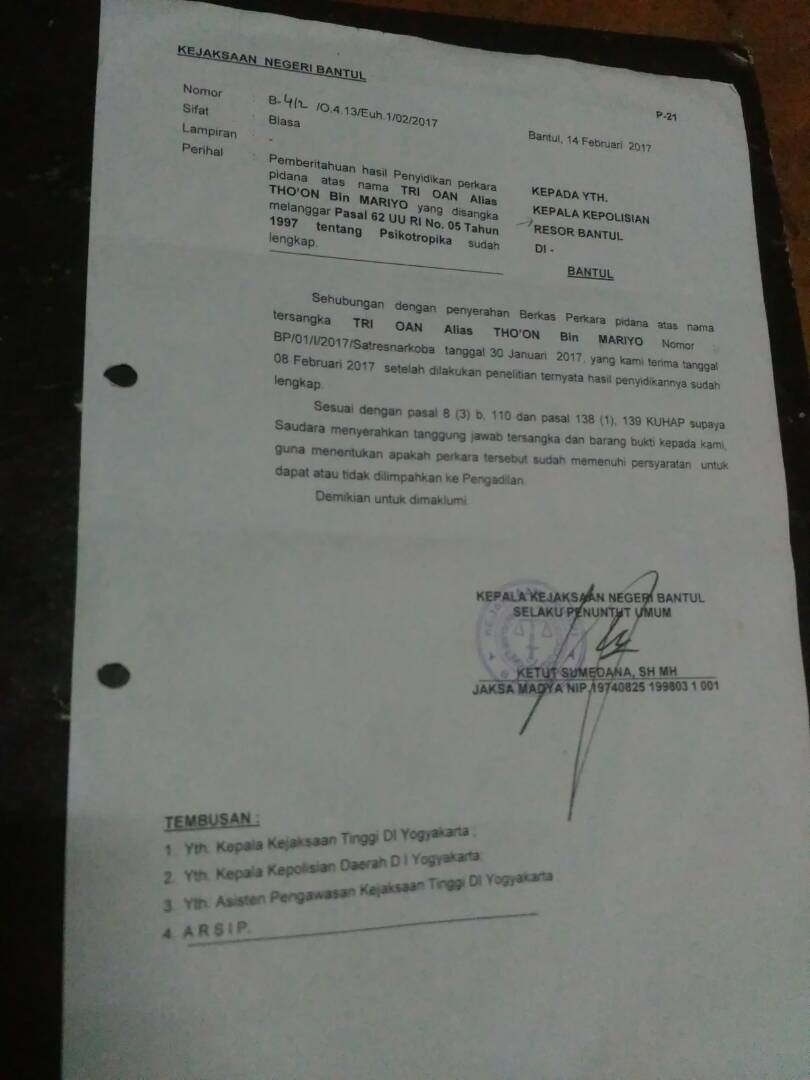 KEJAKSAAN NEGERI BANTUL
P-21
Nomor : B- 412 /O.4.13/Euh.1/02/2017
Sifat : Biasa
Lampiran : -
Bantul, 14 Februari 2017
Perihal : Pemberitahuan hasil Penyidikan perkara
pidana atas nama TRI OAN Alias
THO'ON Bin MARIYO yang disangka
melanggar Pasal 62 UU RI No. 05 Tahun
1997 tentang Psikotropika sudah
lengkap.
KEPADA YTH.
KEPALA KEPOLISIAN
RESOR BANTUL
DI -
BANTUL
Sehubungan dengan penyerahan Berkas Perkara pidana atas nama
tersangka TRI OAN Alias THO'ON Bin MARIYO Nomor :
BP/01/I/2017/Satresnarkoba tanggal 30 Januari 2017, yang kami terima tanggal
08 Februari 2017 setelah dilakukan penelitian ternyata hasil penyidikannya sudah
lengkap.
Sesuai dengan pasal 8 (3) b, 110 dan pasal 138 (1), 139 KUHAP supaya
Saudara menyerahkan tanggung jawab tersangka dan barang bukti kepada kami,
guna menentukan apakah perkara tersebut sudah memenuhi persyaratan untuk
dapat atau tidak dilimpahkan ke Pengadilan.
Demikian untuk dimaklumi.
KEPALA KEJAKSAAN NEGERI BANTUL
SELAKU PENUNTUT UMUM
KETUT SUMEDANA, SH MH
JAKSA MADYA NIP.19740825 199803 1 001
TEMBUSAN :
1. Yth. Kepala Kejaksaan Tinggi DI Yogyakarta ;
2. Yth. Kepala Kepolisian Daerah D I Yogyakarta
3. Yth. Asisten Pengawasan Kejaksaan Tinggi DI Yogyakarta
4. A R S I P.